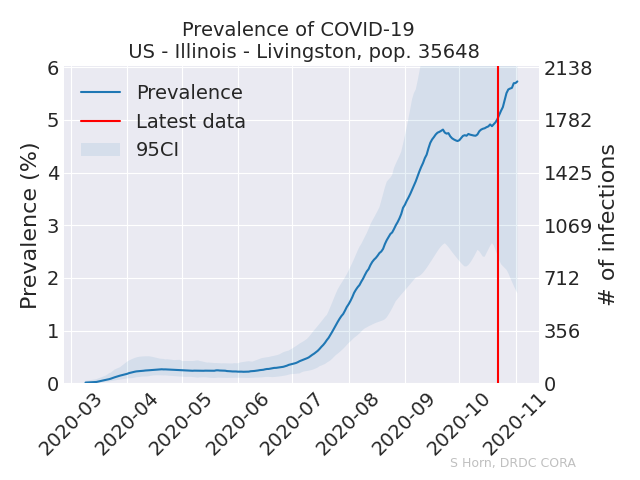 Prevalence of COVID-19
US - Illinois - Livingston, pop. 35648
Prevalence
Latest data
95CI
Prevalence (%)
6
5
4
3
2
1
0
2138
1782
1425
1069
712
356
0
# of infections
2020-03
2020-04
2020-05
2020-06
2020-07
2020-08
2020-09
2020-10
2020-11
S Horn, DRDC CORA